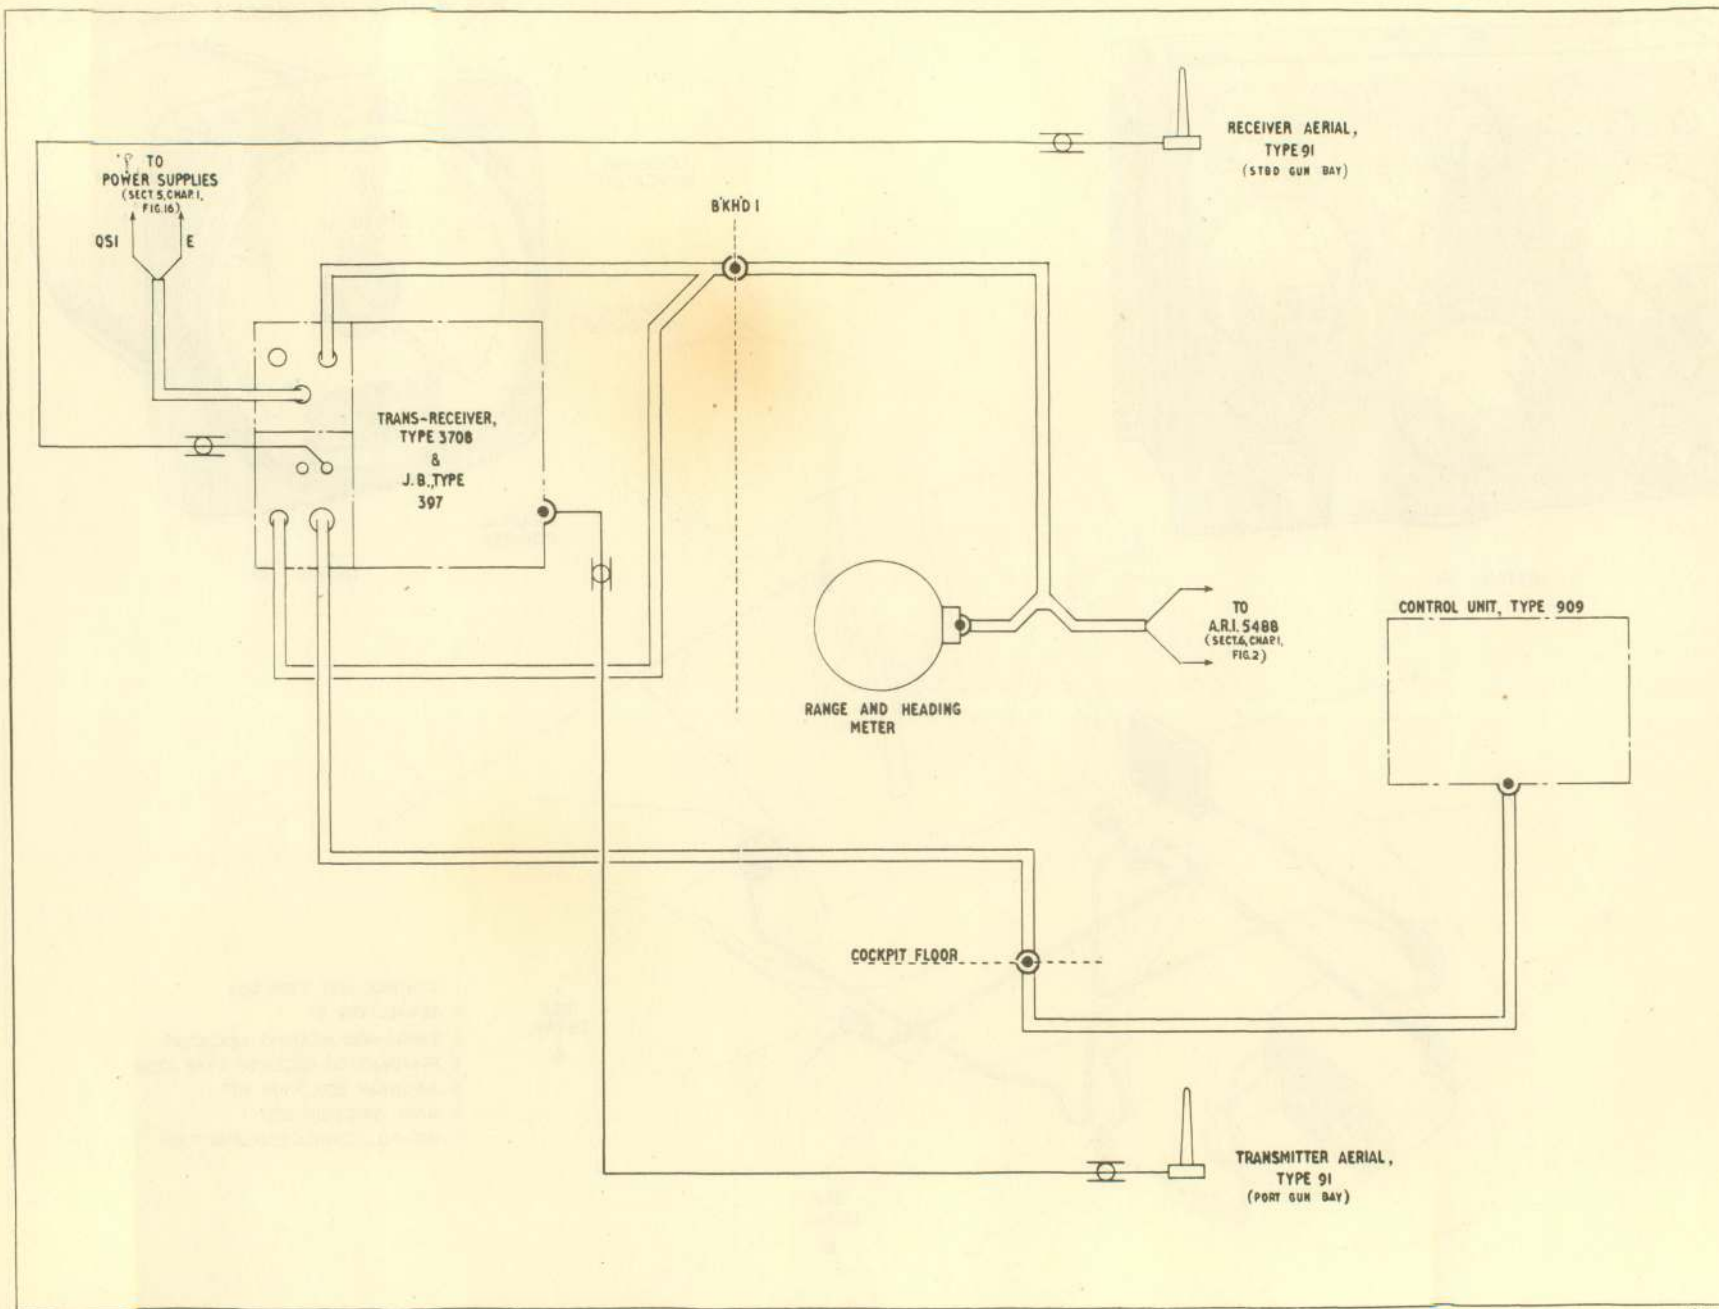 RECEIVER AERIAL,
TYPE 91
(STBD GUN BAY)
'P' TO
POWER SUPPLIES
(SECT. 5, CHAP. 1,
FIG. 16)
QS1
E
B'KH'D 1
TRANS-RECEIVER,
TYPE 3708
&
J.B., TYPE
397
RANGE AND HEADING
METER
TO
A.R.I. 5488
(SECT.6, CHAP.1,
FIG.2)
CONTROL UNIT, TYPE 909
COCKPIT FLOOR
TRANSMITTER AERIAL,
TYPE 91
(PORT GUN BAY)